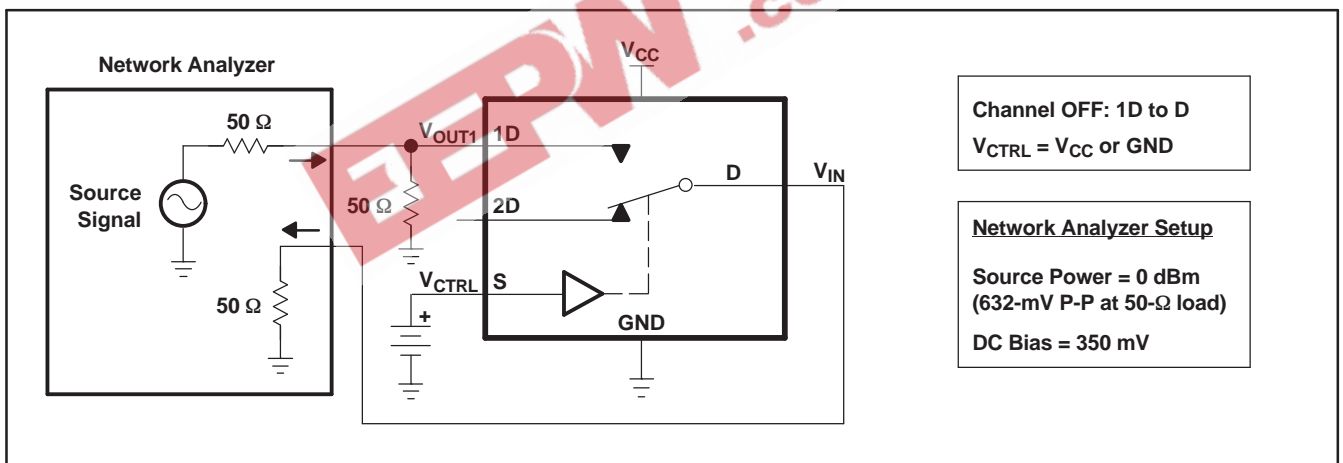 EEPW .co
Network Analyzer
50 Ω
Source
Signal
50 Ω
VOUT1
50 Ω
VCC
1D
2D
D
VIN
VCTRL
S
+
GND
Channel OFF: 1D to D
VCTRL = VCC or GND
Network Analyzer Setup
Source Power = 0 dBm
(632-mV P-P at 50-Ω load)
DC Bias = 350 mV